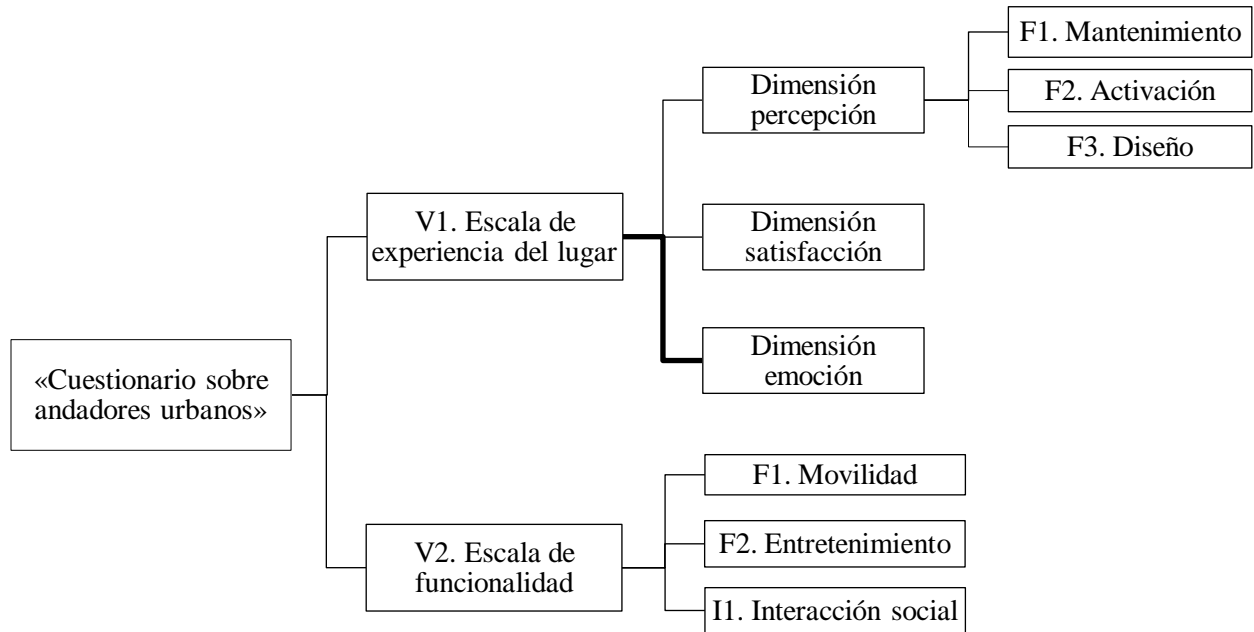 «Cuestionario sobre
andadores urbanos»
V1. Escala de
experiencia del lugar
Dimensión
percepción
F1. Mantenimiento
F2. Activación
F3. Diseño
Dimensión
satisfacción
Dimensión
emoción
V2. Escala de
funcionalidad
F1. Movilidad
F2. Entretenimiento
I1. Interacción social